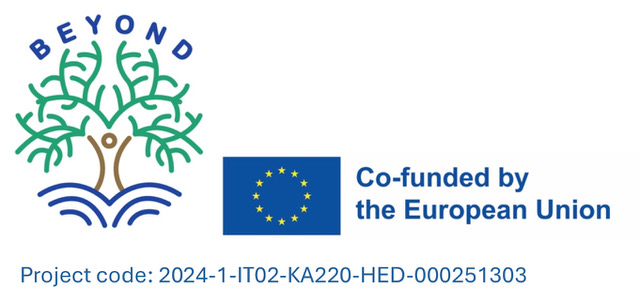 BEYOND
Co-funded by
the European Union
Project code: 2024-1-IT02-KA220-HED-000251303